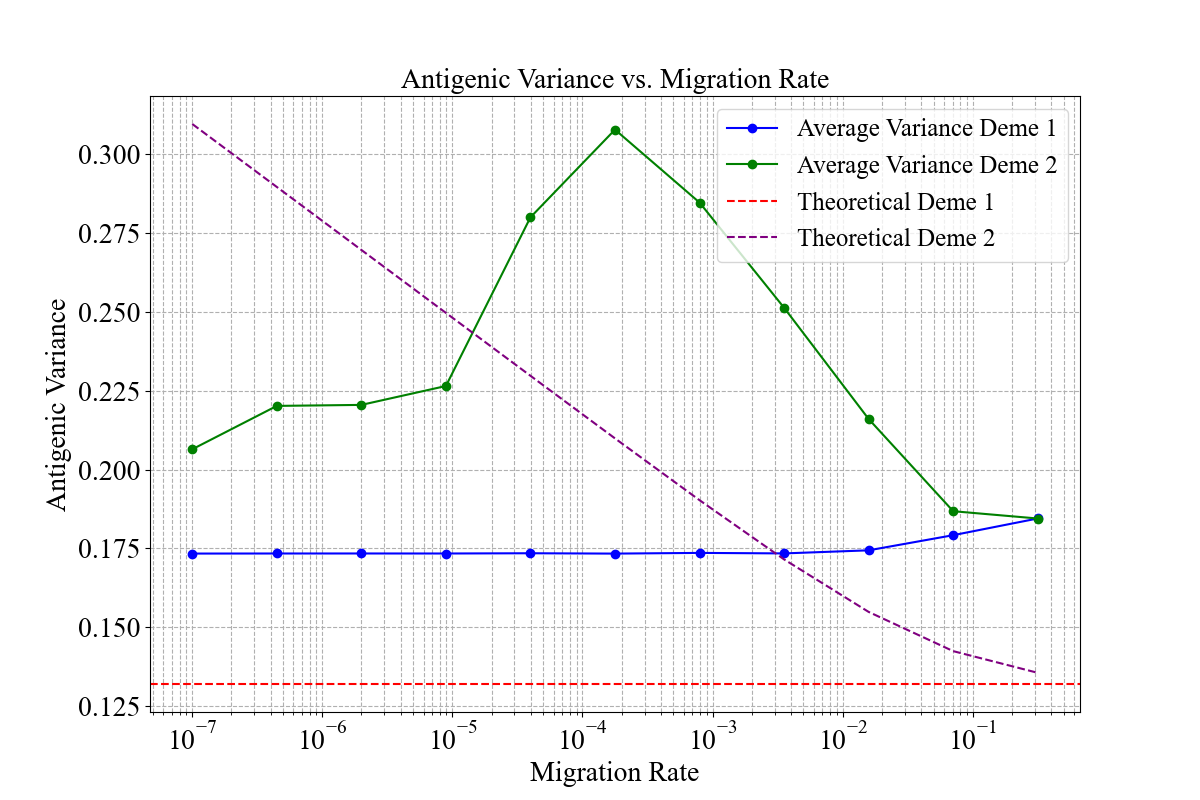 Antigenic Variance vs. Migration Rate
Average Variance Deme 1
Average Variance Deme 2
Theoretical Deme 1
Theoretical Deme 2
Antigenic Variance
0.300
0.275
0.250
0.225
0.200
0.175
0.150
0.125
10⁻⁷ 10⁻⁶ 10⁻⁵ 10⁻⁴ 10⁻³ 10⁻² 10⁻¹
Migration Rate